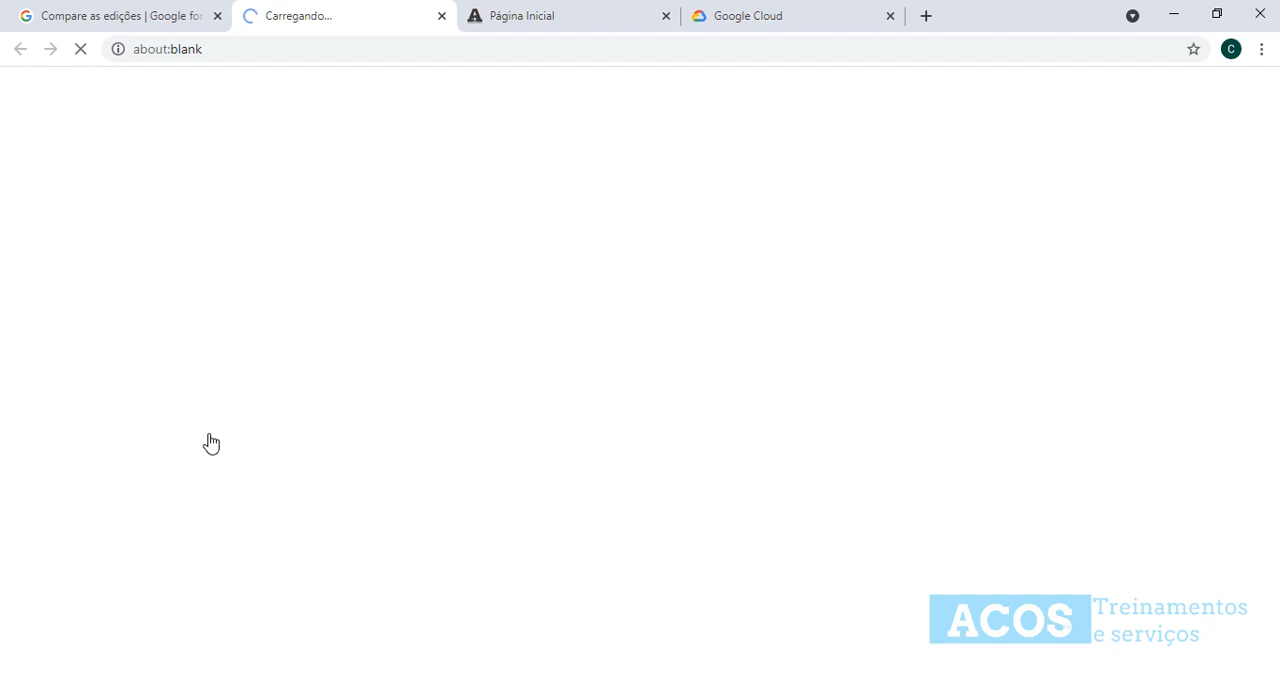 Compare as edições | Google for
Carregando...
Página Inicial
Google Cloud
about:blank
C
ACOS
Treinamentos
e serviços